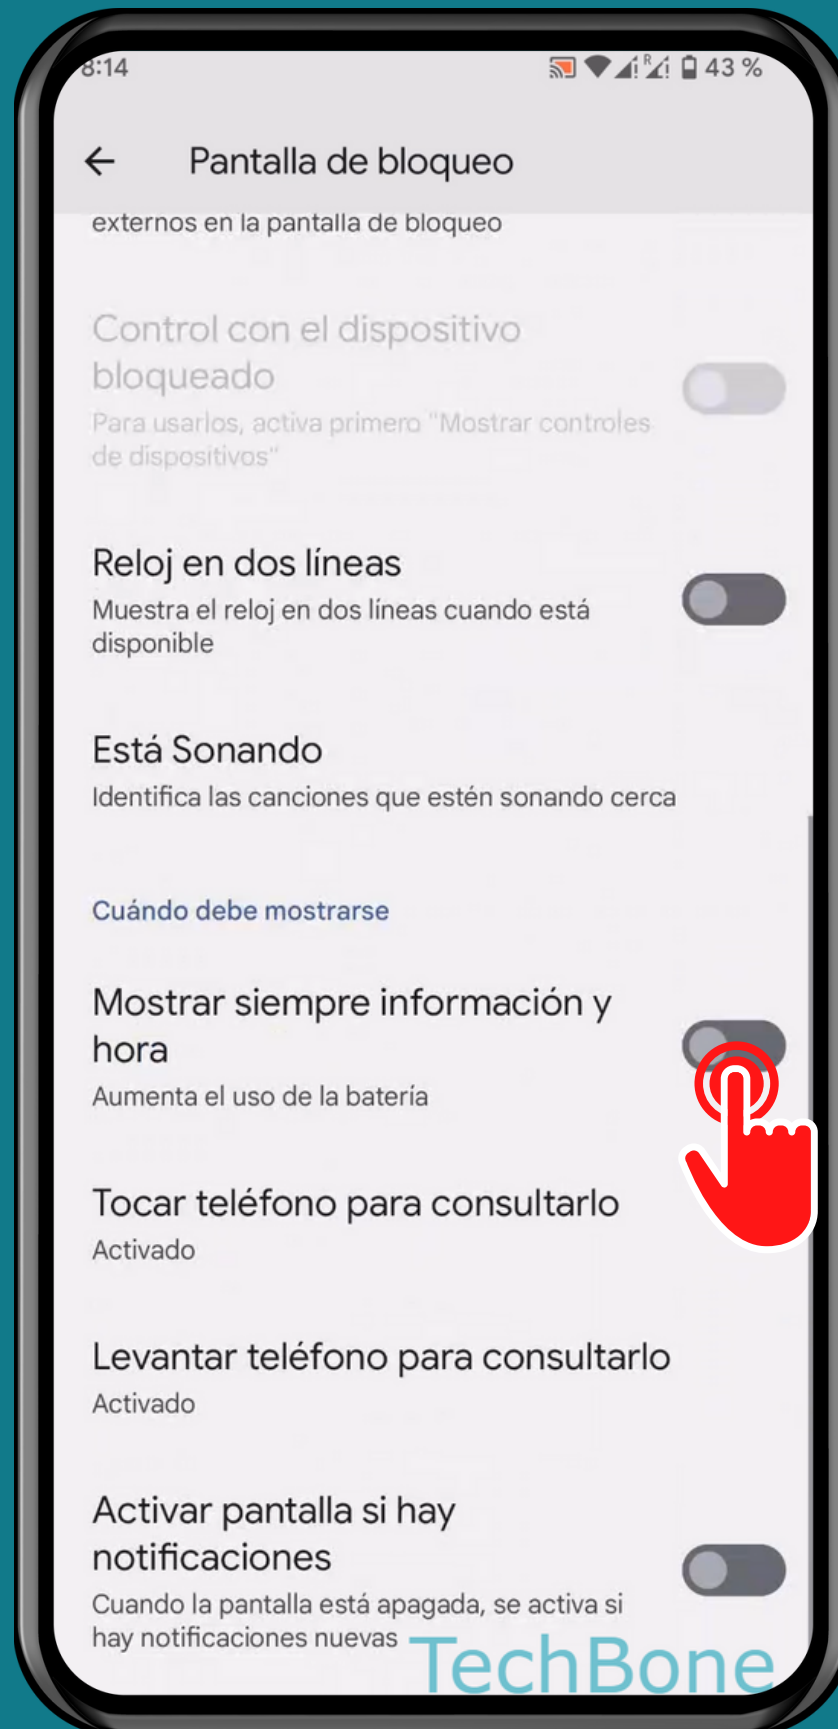 8:14
R
43 %
Pantalla de bloqueo
externos en la pantalla de bloqueo
Control con el dispositivo
bloqueado
Para usarlos, activa primero "Mostrar controles
de dispositivos"
Reloj en dos líneas
Muestra el reloj en dos líneas cuando está
disponible
Está Sonando
Identifica las canciones que estén sonando cerca
Cuándo debe mostrarse
Mostrar siempre información y
hora
Aumenta el uso de la batería
Tocar teléfono para consultarlo
Activado
Levantar teléfono para consultarlo
Activado
Activar pantalla si hay
notificaciones
Cuando la pantalla está apagada, se activa si
hay notificaciones nuevas
TechBone